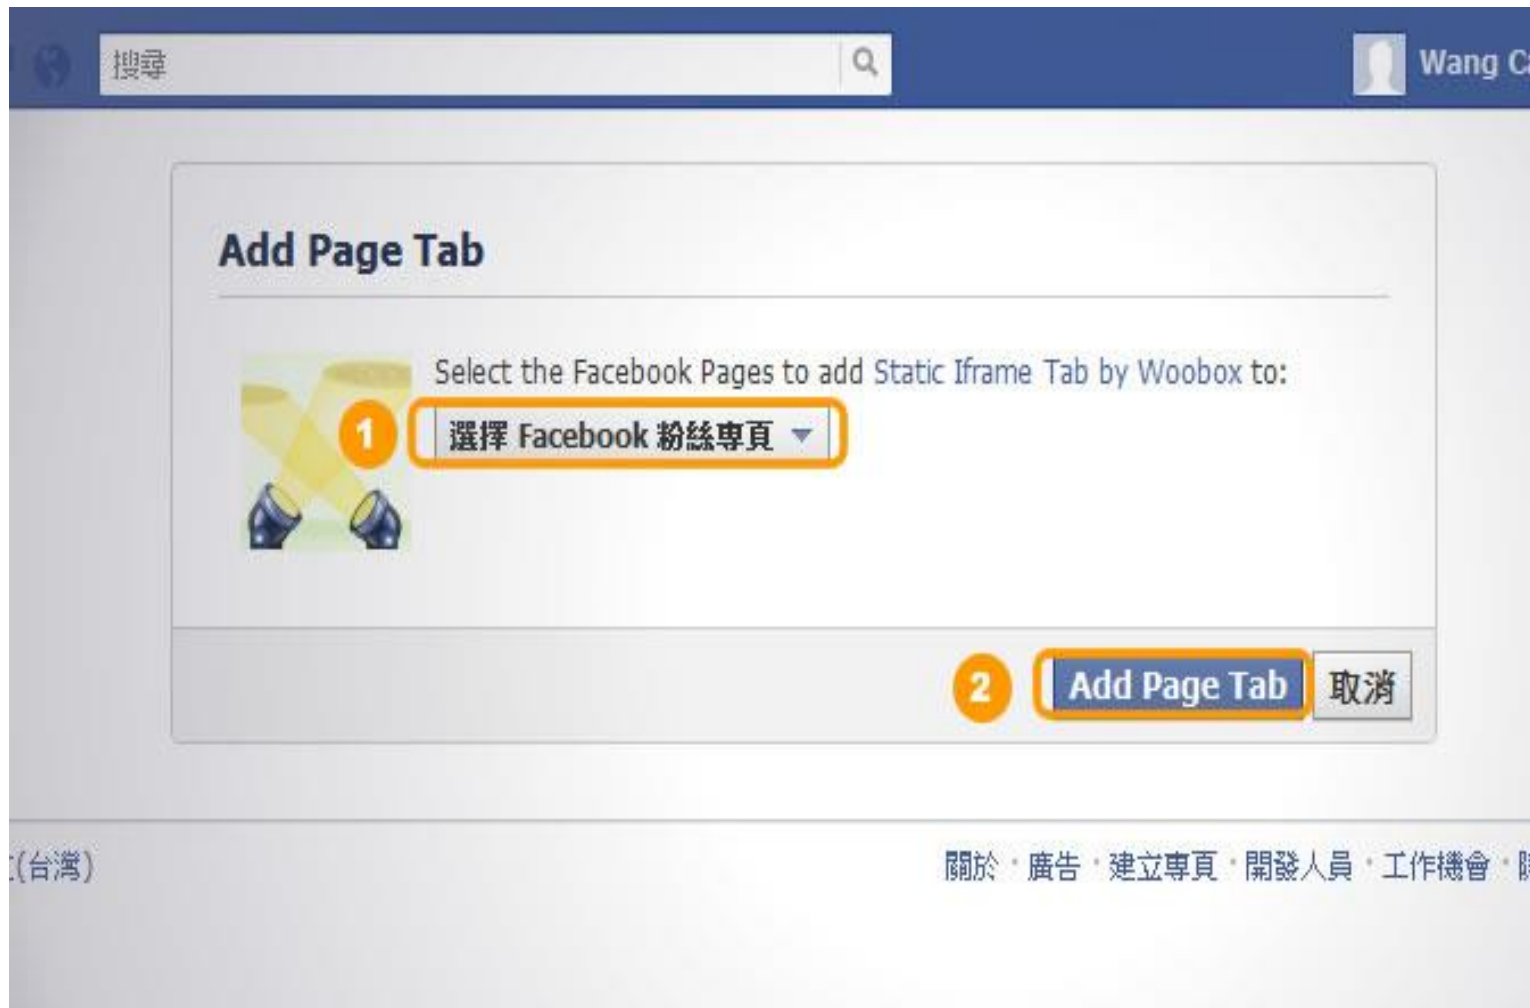 搜尋
Wang
Add Page Tab
Select the Facebook Pages to add Static Iframe Tab by Woobox to:
1
選擇 Facebook 粉絲專頁
2
Add Page Tab
取消
(台灣)
關於 · 廣告 · 建立專頁 · 開發人員 · 工作機會 ·